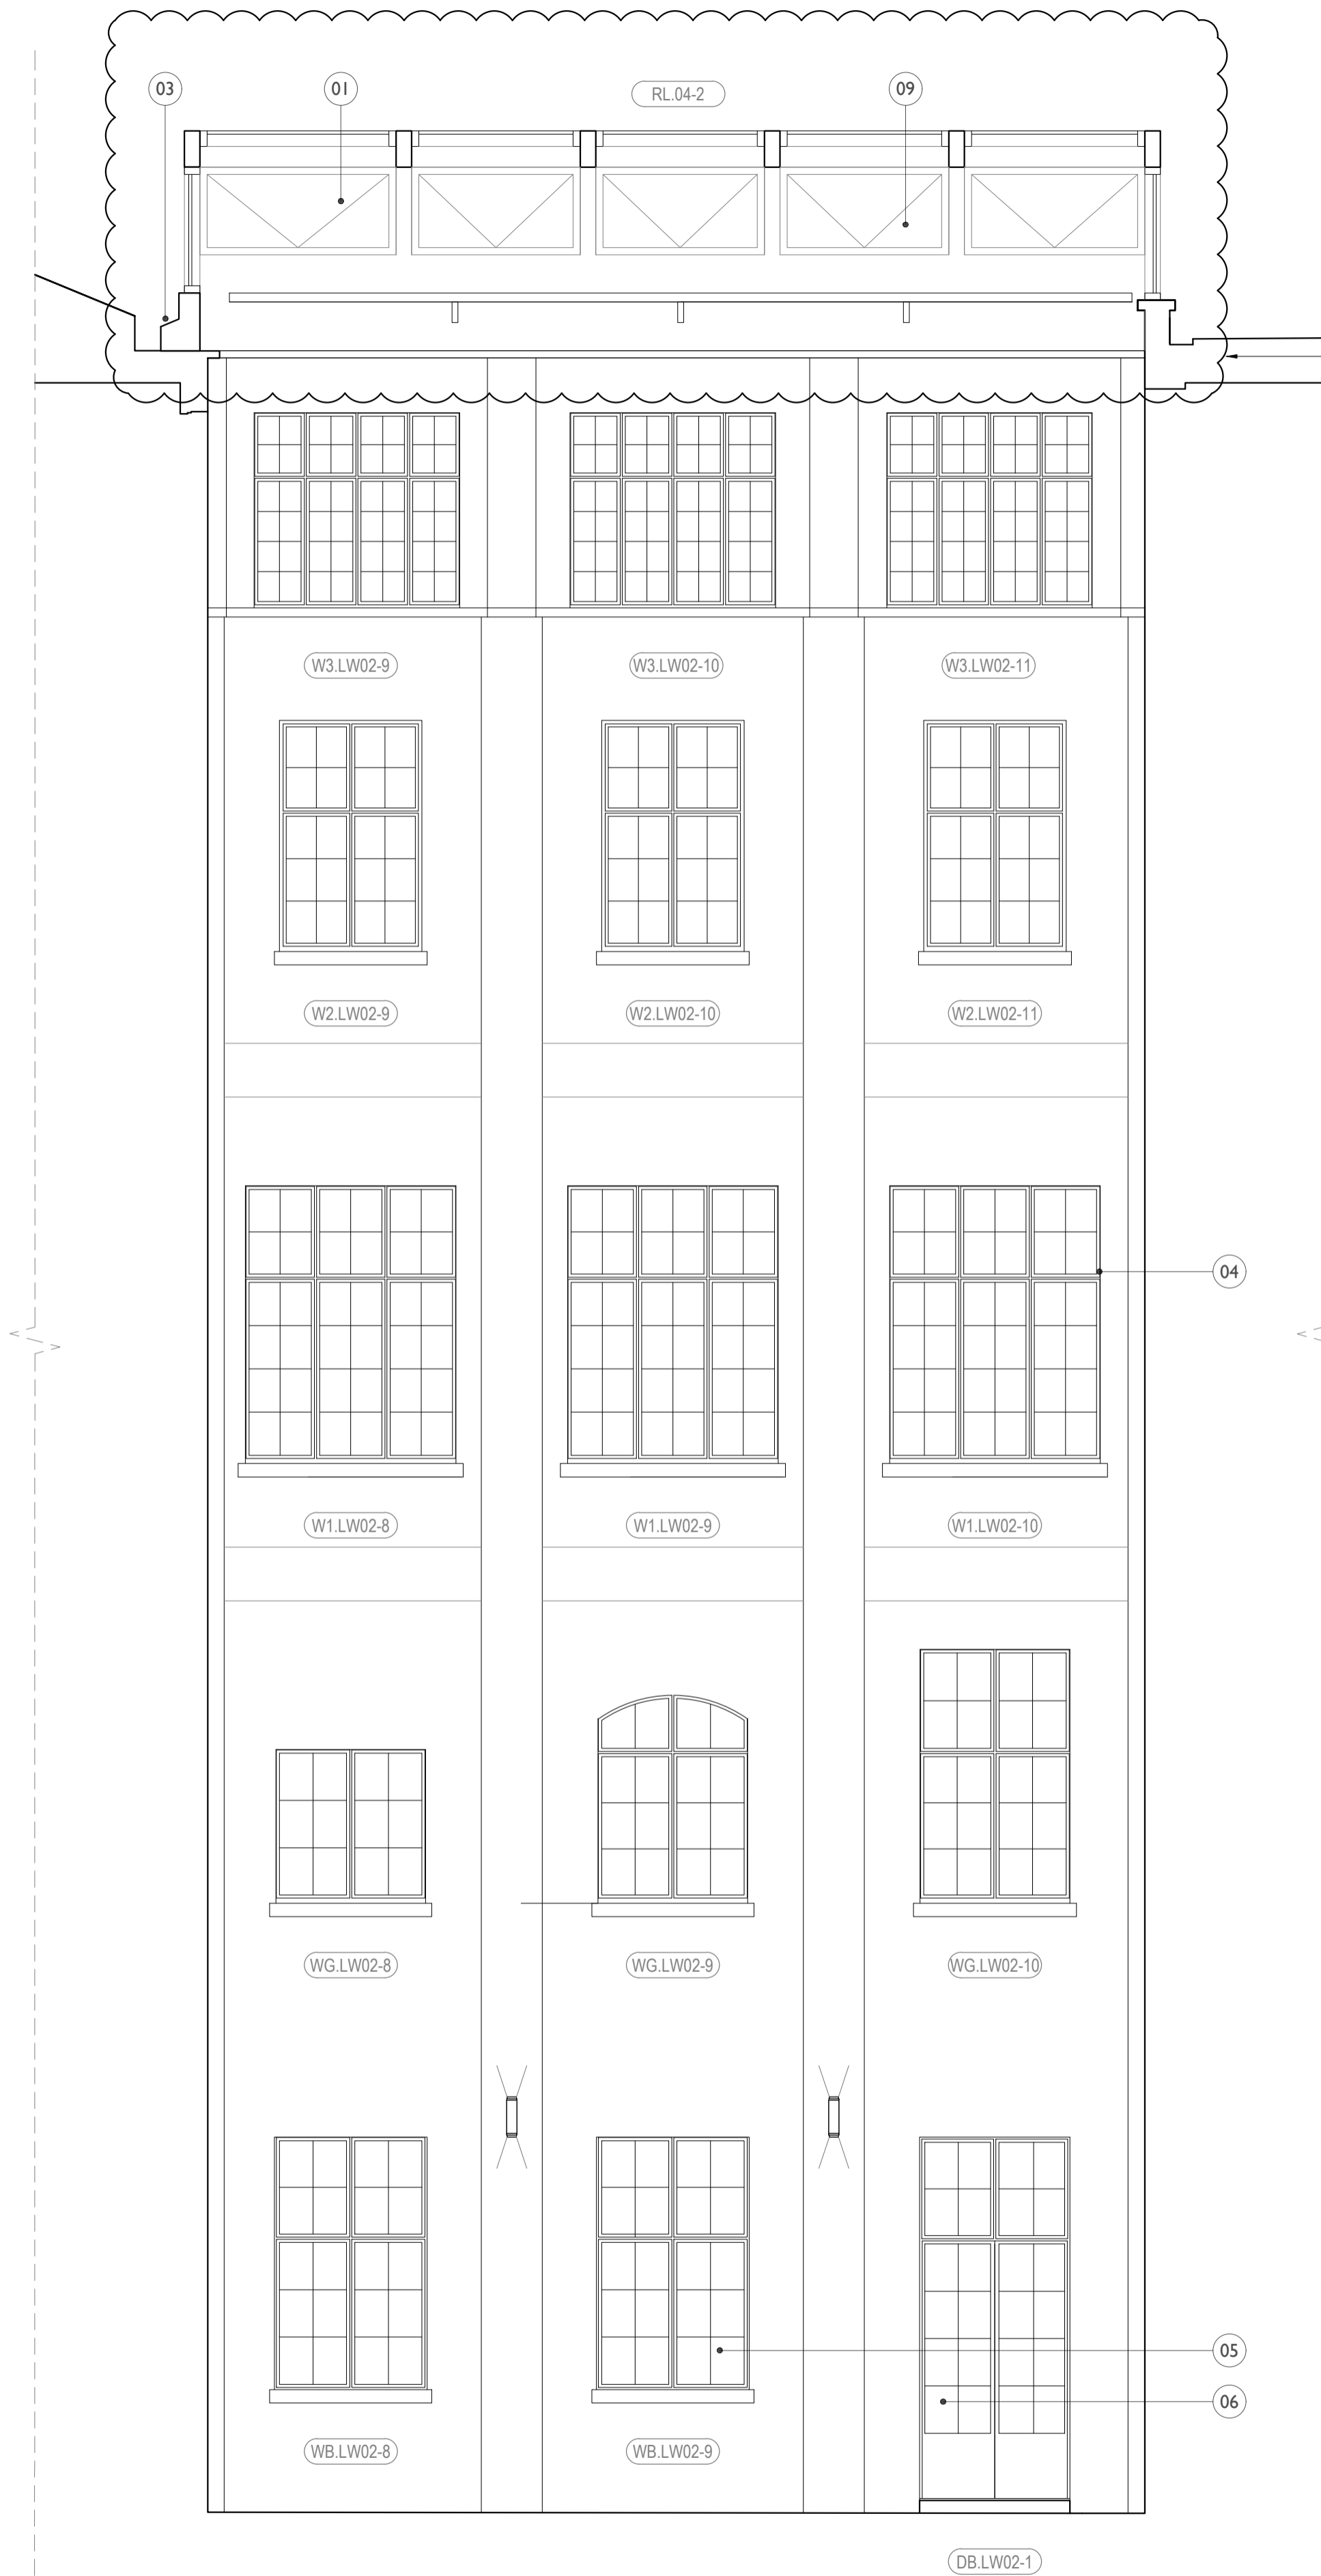 03 01 RL.04-2 09
W3.LW02-9 W3.LW02-10 W3.LW02-11
W2.LW02-9 W2.LW02-10 W2.LW02-11
04
W1.LW02-8 W1.LW02-9 W1.LW02-10
WG.LW02-8 WG.LW02-9 WG.LW02-10
05
06
WB.LW02-8 WB.LW02-9
DB.LW02-1